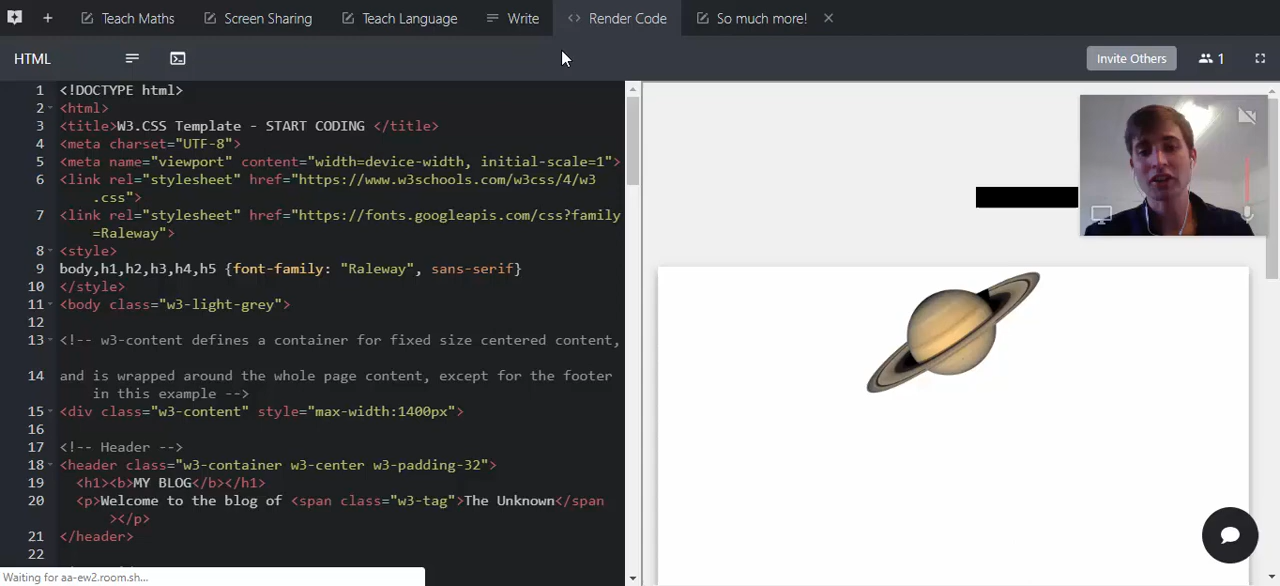 Teach Maths
Screen Sharing
Teach Language
Write
Render Code
So much more!
HTML
Invite Others
1
1 <!DOCTYPE html>
2 <html>
3 <title>W3.CSS Template - START CODING </title>
4 <meta charset="UTF-8">
5 <meta name="viewport" content="width=device-width, initial-scale=1">
6 <link rel="stylesheet" href="https://www.w3schools.com/w3css/4/w3
.css">
7 <link rel="stylesheet" href="https://fonts.googleapis.com/css?family
=Raleway">
8 <style>
9 body,h1,h2,h3,h4,h5 {font-family: "Raleway", sans-serif}
10 </style>
11 <body class="w3-light-grey">
12
13 <!-- w3-content defines a container for fixed size centered content,
14 and is wrapped around the whole page content, except for the footer
in this example -->
15 <div class="w3-content" style="max-width:1400px">
16
17 <!-- Header -->
18 <header class="w3-container w3-center w3-padding-32">
19 <h1><b>MY BLOG</b></h1>
20 <p>Welcome to the blog of <span class="w3-tag">The Unknown</span
></p>
21 </header>
22
Waiting for aa-ew2.room.sh...